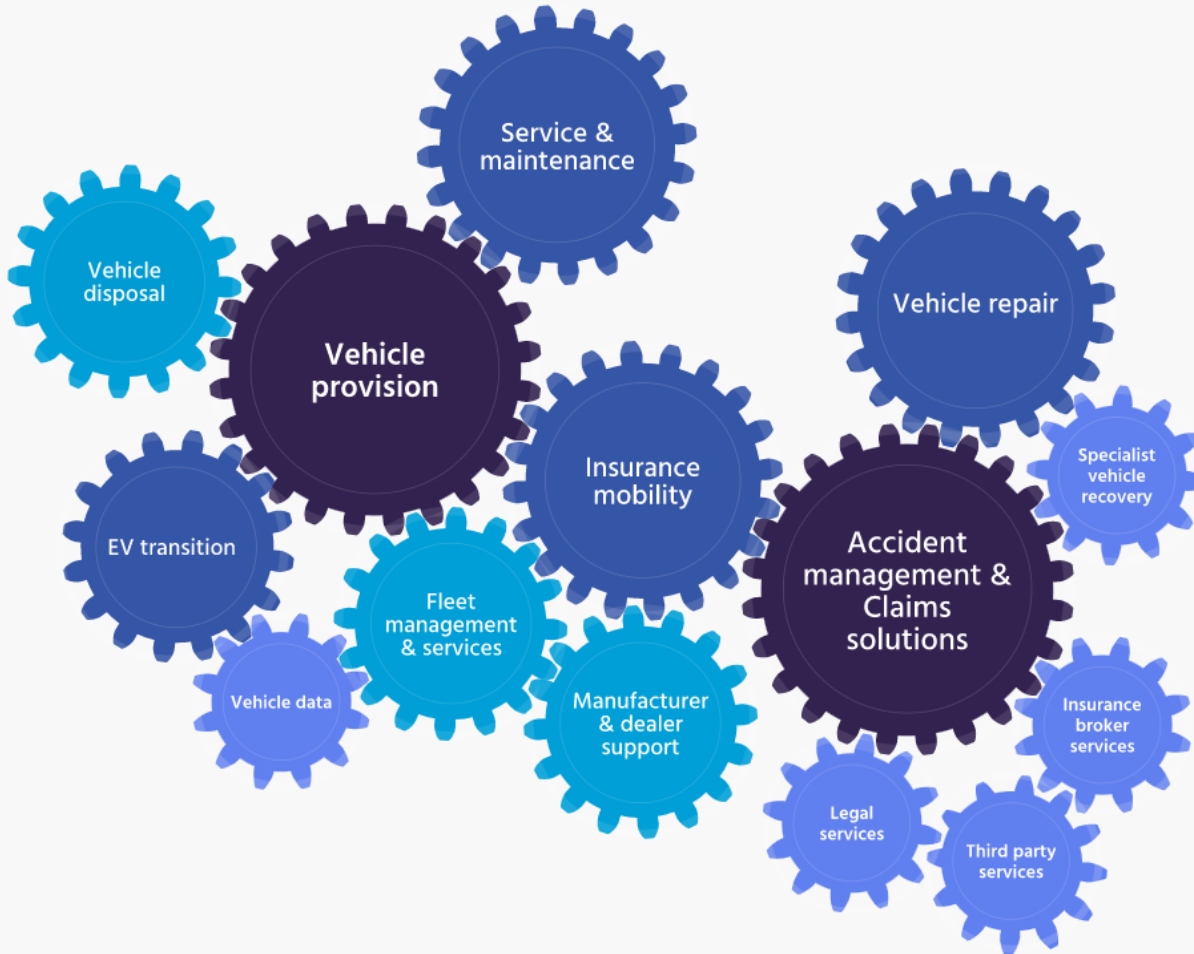 Service &
maintenance
Vehicle
disposal
Vehicle repair
Vehicle
provision
Insurance
mobility
Specialist
vehicle
recovery
EV transition
Accident
management &
Claims
solutions
Fleet
management
& services
Vehicle data
Manufacturer
& dealer
support
Insurance
broker
services
Legal
services
Third party
services